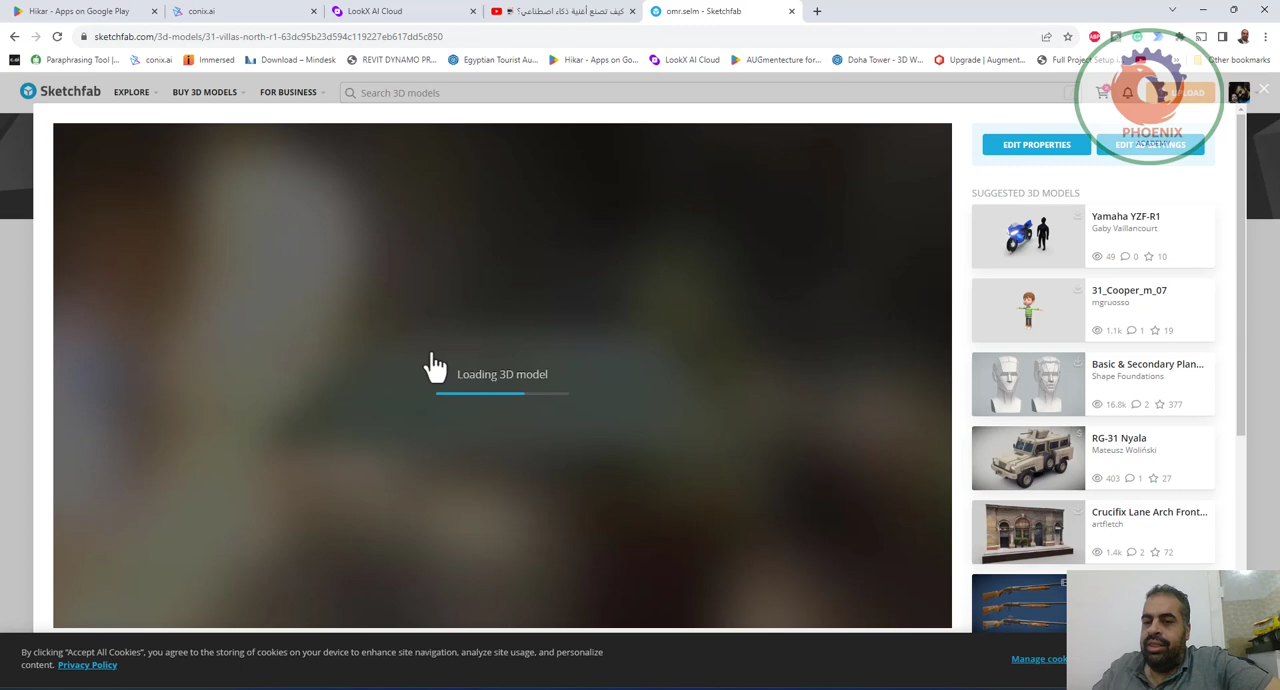 Hikar - Apps on Google Play
conix.ai
LookX AI Cloud
كيف تصنع أغنية ذكاء اصطناعي؟
omr.selm - Sketchfab
sketchfab.com/3d-models/31-villas-north-r1-63dc95b23d594c119227eb617dd5c850
Paraphrasing Tool |...
conix.ai
Immersed
Download – Mindesk
REVIT DYNAMO PR...
Egyptian Tourist Au...
Hikar - Apps on Go...
LookX AI Cloud
AUGmentecture for...
Doha Tower - 3D W...
Upgrade | Augment...
Full Project Setup i...
Other bookmarks
Sketchfab
EXPLORE
BUY 3D MODELS
FOR BUSINESS
Search 3D models
UPLOAD
PHOENIX
ACADEMY
EDIT PROPERTIES
Loading 3D model
SUGGESTED 3D MODELS
Yamaha YZF-R1
Gaby Vaillancourt
49 0 10
31_Cooper_m_07
mgruosso
1.1k 1 19
Basic & Secondary Plan...
Shape Foundations
16.8k 2 377
RG-31 Nyala
Mateusz Woliński
403 1 27
Crucifix Lane Arch Front...
artfletch
1.4k 2 72
By clicking “Accept All Cookies”, you agree to the storing of cookies on your device to enhance site navigation, analyze site usage, and personalize
content. Privacy Policy
Manage cook